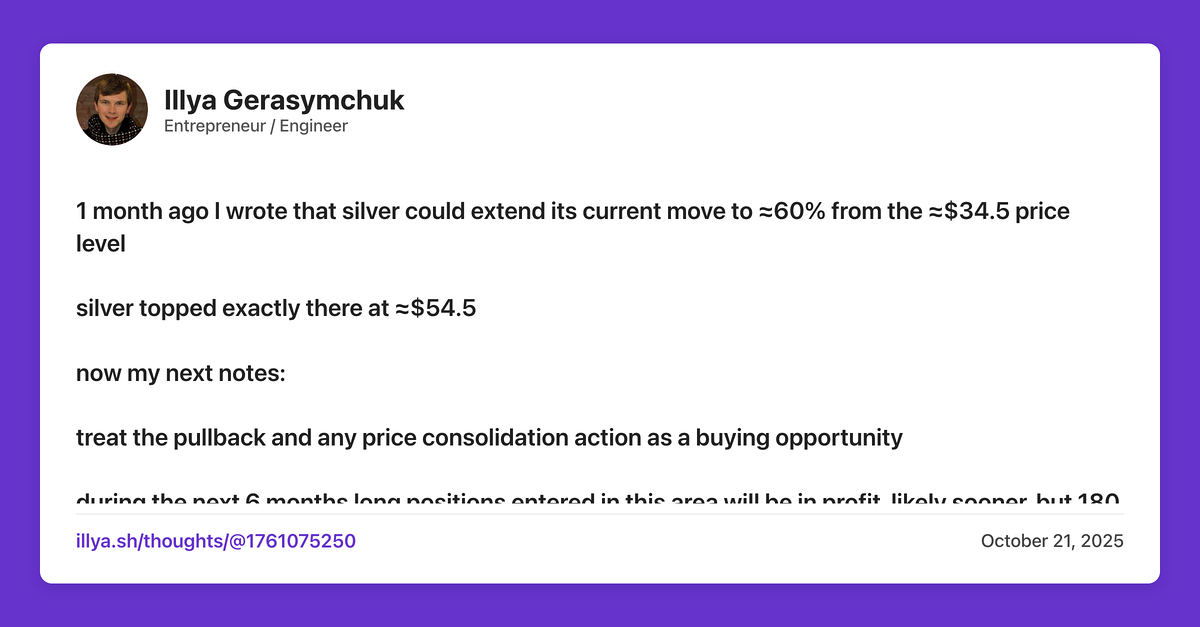 Illya Gerasymchuk
Entrepreneur / Engineer
1 month ago I wrote that silver could extend its current move to ≈60% from the ≈$34.5 price
level
silver topped exactly there at ≈$54.5
now my next notes:
treat the pullback and any price consolidation action as a buying opportunity
during the next 6 months long positions entered in this area will be in profit, likely sooner, but 180
illya.sh/thoughts/@1761075250
October 21, 2025